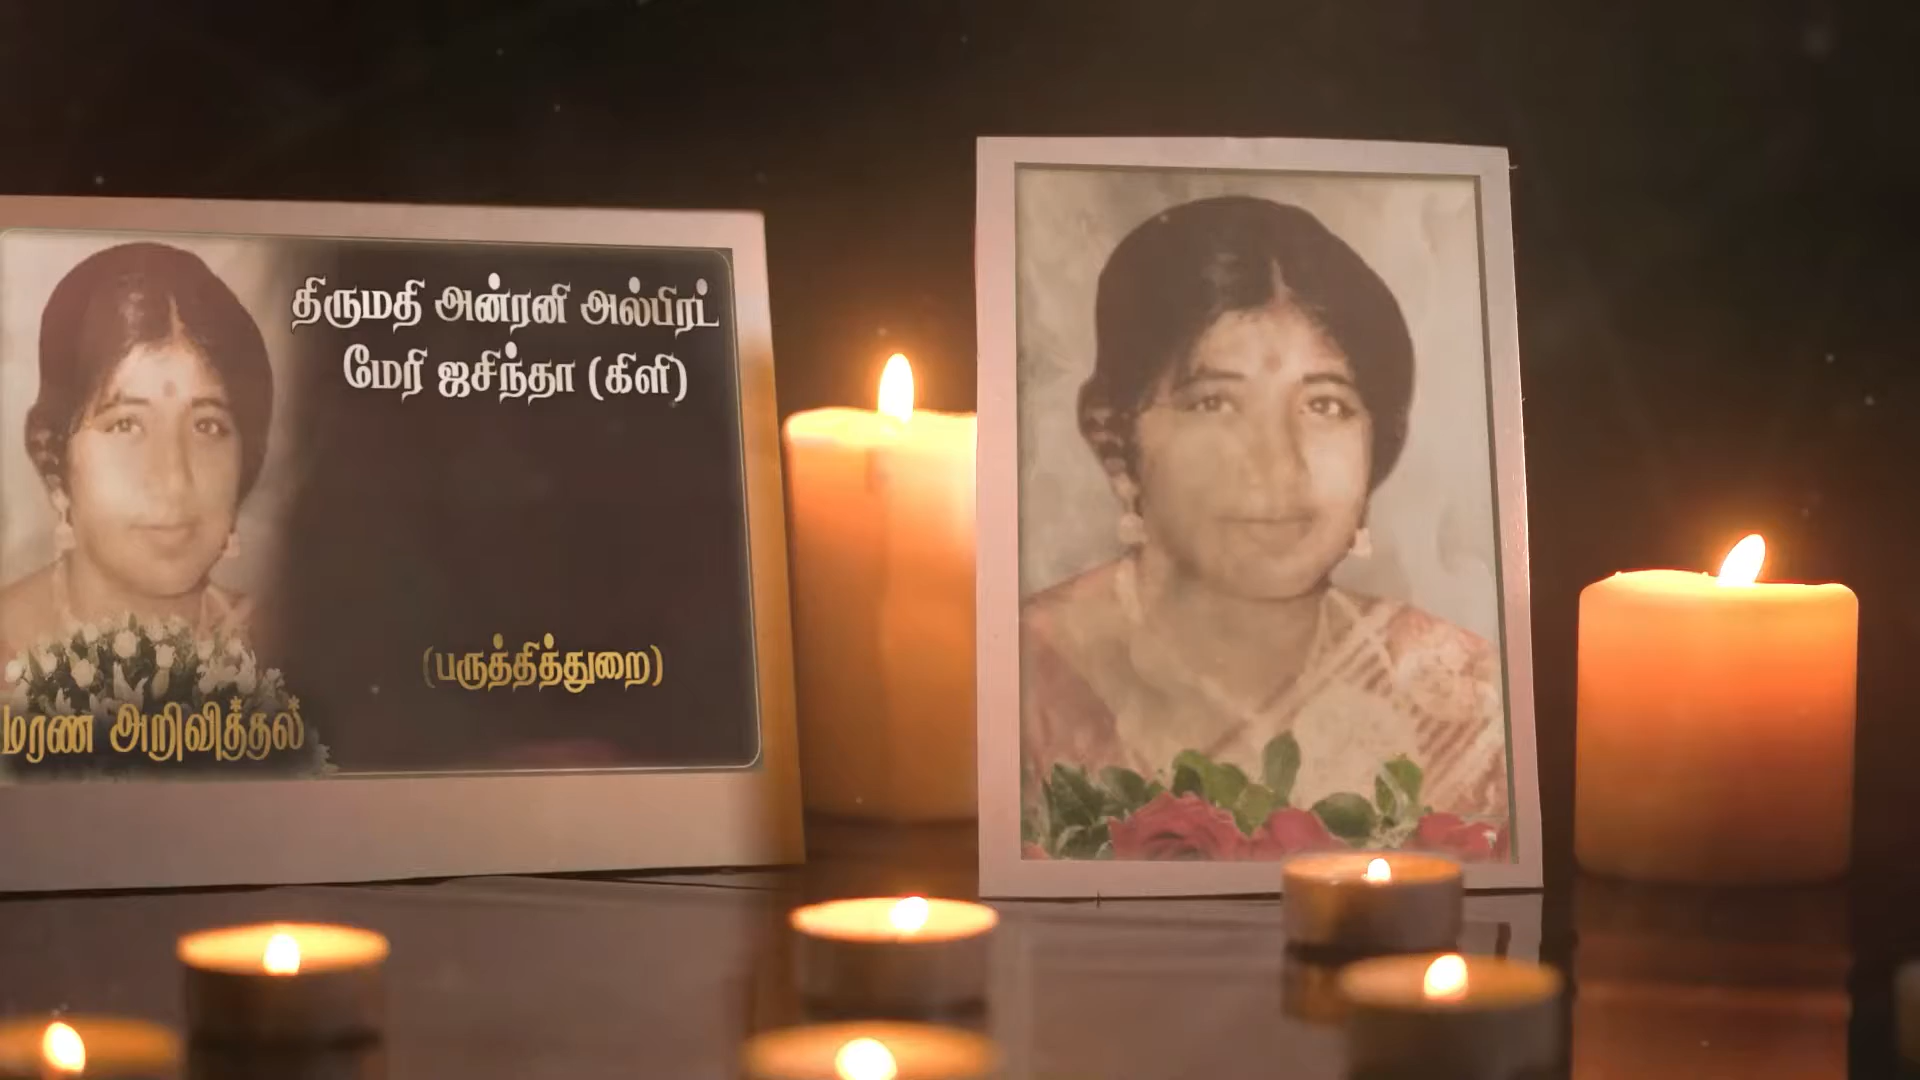 திருமதி அன்ரனி அல்பிரட்
மேரி ஜசிந்தா (கிளி)
(பருத்தித்துறை)
மரண அறிவித்தல்